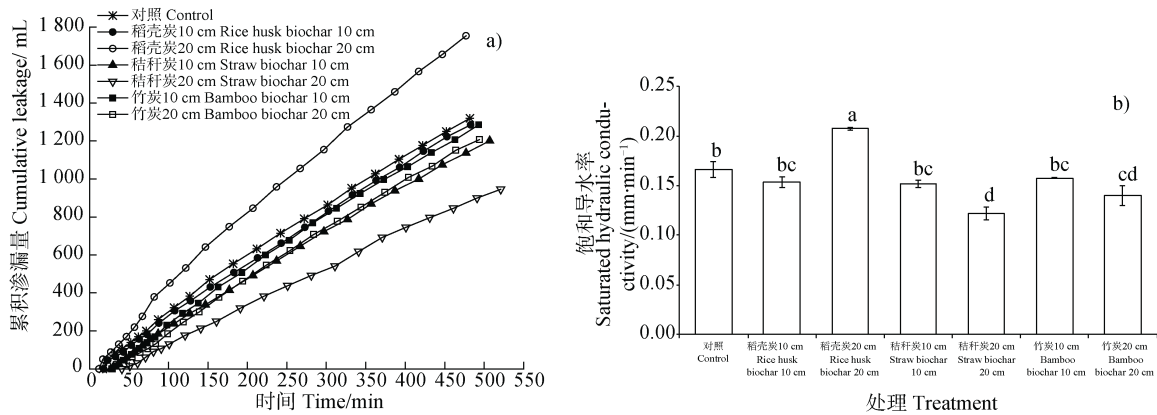 对照 Control
稻壳炭10 cm Rice husk biochar 10 cm
稻壳炭20 cm Rice husk biochar 20 cm
秸秆炭10 cm Straw biochar 10 cm
秸秆炭20 cm Straw biochar 20 cm
竹炭10 cm Bamboo biochar 10 cm
竹炭20 cm Bamboo biochar 20 cm
a)
累积渗漏量 Cumulative leakage/ mL
1 800
1 600
1 400
1 200
1 000
800
600
400
200
0
0 50 100 150 200 250 300 350 400 450 500 550
时间 Time/min
b)
饱和导水率
Saturated hydraulic condu-
ctivity/(mm·min⁻¹)
0.25
0.20
0.15
0.10
0.05
0.00
b bc a bc d bc cd
对照
Control
稻壳炭10 cm
Rice husk
biochar 10 cm
稻壳炭20 cm
Rice husk
biochar 20 cm
秸秆炭10 cm
Straw biochar
10 cm
秸秆炭20 cm
Straw biochar
20 cm
竹炭10 cm
Bamboo
biochar 10 cm
竹炭20 cm
Bamboo
biochar 20 cm
处理 Treatment